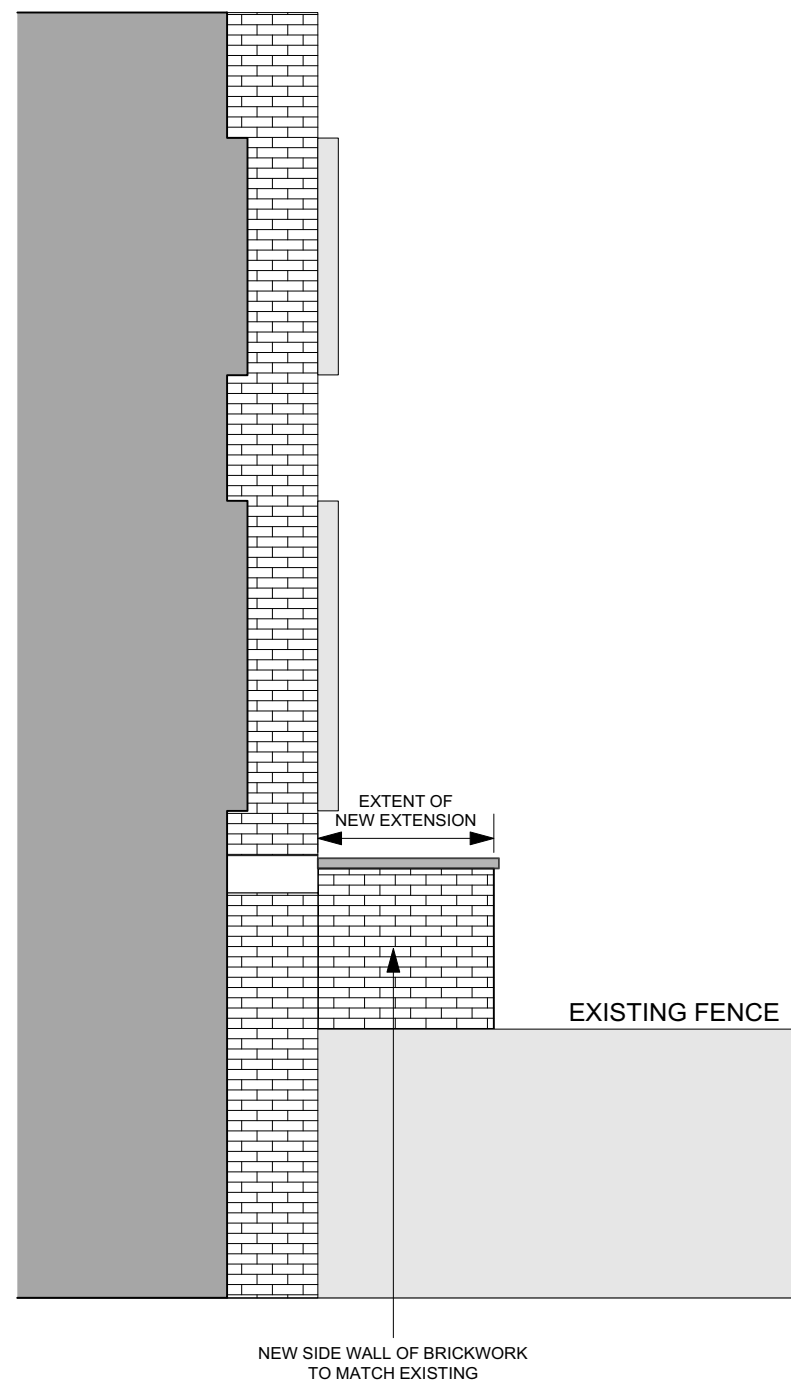 EXTENT OF
NEW EXTENSION
EXISTING FENCE
NEW SIDE WALL OF BRICKWORK
TO MATCH EXISTING